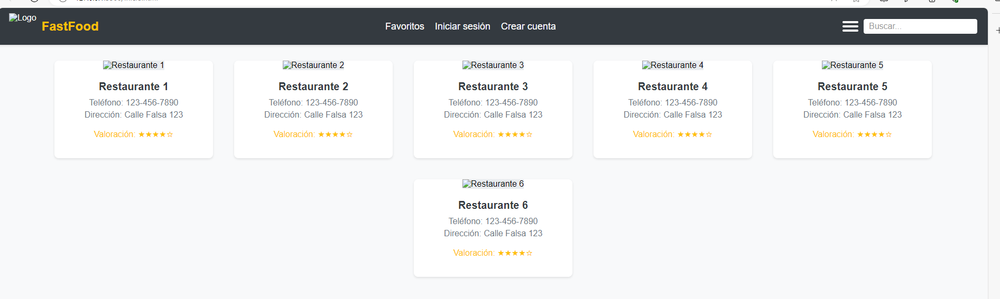 Logo
FastFood
Favoritos Iniciar sesión Crear cuenta
Buscar...
Restaurante 1
Restaurante 1
Teléfono: 123-456-7890
Dirección: Calle Falsa 123
Valoración: ★★★★☆
Restaurante 2
Restaurante 2
Teléfono: 123-456-7890
Dirección: Calle Falsa 123
Valoración: ★★★★☆
Restaurante 3
Restaurante 3
Teléfono: 123-456-7890
Dirección: Calle Falsa 123
Valoración: ★★★★☆
Restaurante 4
Restaurante 4
Teléfono: 123-456-7890
Dirección: Calle Falsa 123
Valoración: ★★★★☆
Restaurante 5
Restaurante 5
Teléfono: 123-456-7890
Dirección: Calle Falsa 123
Valoración: ★★★★☆
Restaurante 6
Restaurante 6
Teléfono: 123-456-7890
Dirección: Calle Falsa 123
Valoración: ★★★★☆